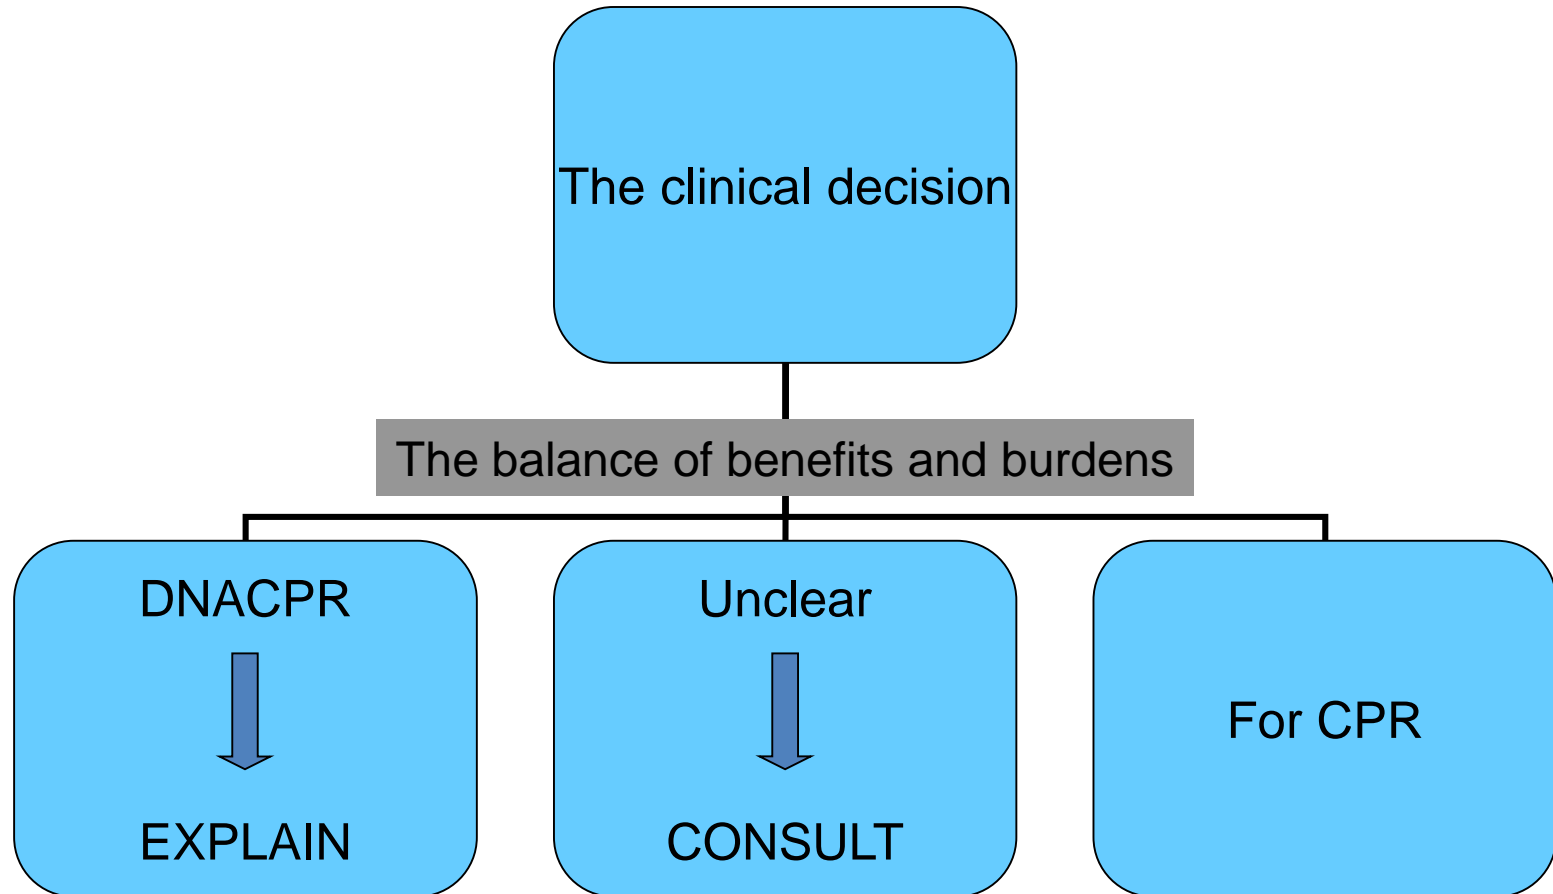 The clinical decision
The balance of benefits and burdens
DNACPR
EXPLAIN
Unclear
CONSULT
For CPR